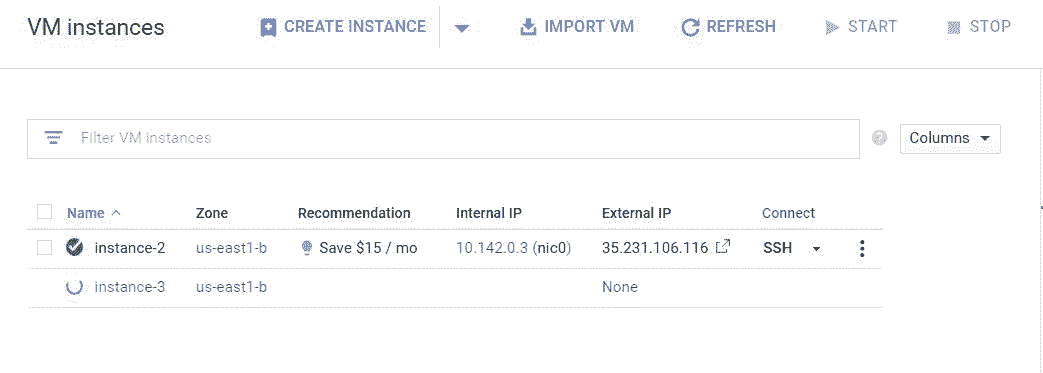 VM instances CREATE INSTANCE IMPORT VM REFRESH START STOP
Filter VM instances Columns
Name Zone Recommendation Internal IP External IP Connect
instance-2 us-east1-b Save $15 / mo 10.142.0.3 (nic0) 35.231.106.116 SSH
instance-3 us-east1-b None